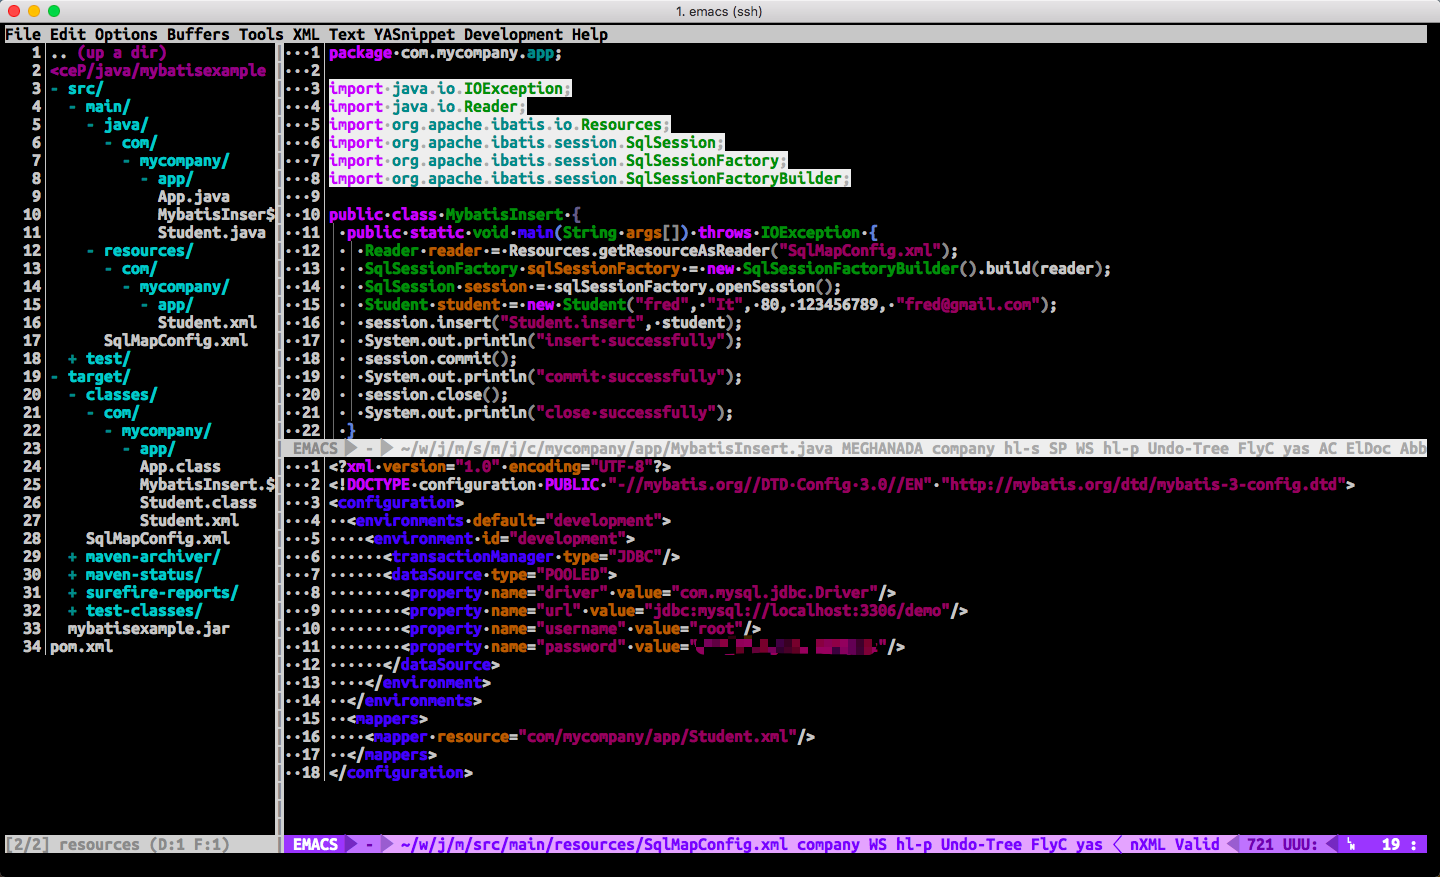 1. emacs (ssh)
File Edit Options Buffers Tools XML Text YASnippet Development Help
1 .. (up a dir)
2 <ceP/java/mybatisexample
3 - src/
4 - main/
5 - java/
6 - com/
7 - mycompany/
8 - app/
9 App.java
10 MybatisInser$
11 Student.java
12 - resources/
13 - com/
14 - mycompany/
15 - app/
16 Student.xml
17 SqlMapConfig.xml
18 + test/
19 - target/
20 - classes/
21 - com/
22 - mycompany/
23 - app/
24 App.class
25 MybatisInsert.$
26 Student.class
27 Student.xml
28 SqlMapConfig.xml
29 + maven-archiver/
30 + maven-status/
31 + surefire-reports/
32 + test-classes/
33 mybatisexample.jar
34 pom.xml
[2/2] resources (D:1 F:1)
···1 package·com.mycompany.app;
···2
···3 import·java.io.IOException;
···4 import·java.io.Reader;
···5 import·org.apache.ibatis.io.Resources;
···6 import·org.apache.ibatis.session.SqlSession;
···7 import·org.apache.ibatis.session.SqlSessionFactory;
···8 import·org.apache.ibatis.session.SqlSessionFactoryBuilder;
···9
··10 public·class·MybatisInsert·{
··11 ·public·static·void·main(String·args[])·throws·IOException·{
··12 · ·Reader·reader·=·Resources.getResourceAsReader("SqlMapConfig.xml");
··13 · ·SqlSessionFactory·sqlSessionFactory·=·new·SqlSessionFactoryBuilder().build(reader);
··14 · ·SqlSession·session·=·sqlSessionFactory.openSession();
··15 · ·Student·student·=·new·Student("fred",·"It",·80,·123456789,·"fred@gmail.com");
··16 · ·session.insert("Student.insert",·student);
··17 · ·System.out.println("insert·successfully");
··18 · ·session.commit();
··19 · ·System.out.println("commit·successfully");
··20 · ·session.close();
··21 · ·System.out.println("close·successfully");
··22 ·}
EMACS - ~/w/j/m/s/m/j/c/mycompany/app/MybatisInsert.java MEGHANADA company hl-s SP WS hl-p Undo-Tree FlyC yas AC ElDoc Abb
···1 <?xml·version="1.0"·encoding="UTF-8"?>
···2 <!DOCTYPE·configuration·PUBLIC·"-//mybatis.org//DTD·Config·3.0//EN"·"http://mybatis.org/dtd/mybatis-3-config.dtd">
···3 <configuration>
···4 ··<environments·default="development">
···5 ····<environment·id="development">
···6 ······<transactionManager·type="JDBC"/>
···7 ······<dataSource·type="POOLED">
···8 ········<property·name="driver"·value="com.mysql.jdbc.Driver"/>
···9 ········<property·name="url"·value="jdbc:mysql://localhost:3306/demo"/>
··10 ········<property·name="username"·value="root"/>
··11 ········<property·name="password"·value=" "/>
··12 ······</dataSource>
··13 ····</environment>
··14 ··</environments>
··15 ··<mappers>
··16 ····<mapper·resource="com/mycompany/app/Student.xml"/>
··17 ··</mappers>
··18 </configuration>
EMACS - ~/w/j/m/src/main/resources/SqlMapConfig.xml company WS hl-p Undo-Tree FlyC yas nXML Valid 721 UUU: 19 :